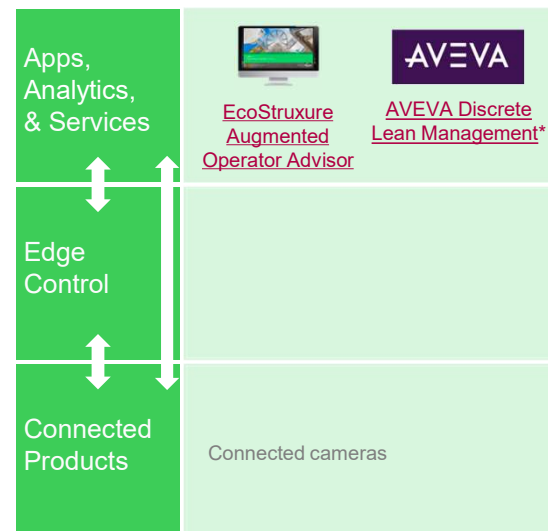 Apps,
Analytics,
& Services
AVEVA
EcoStruxure
Augmented
Operator Advisor
AVEVA Discrete
Lean Management*
Edge
Control
Connected
Products
Connected cameras